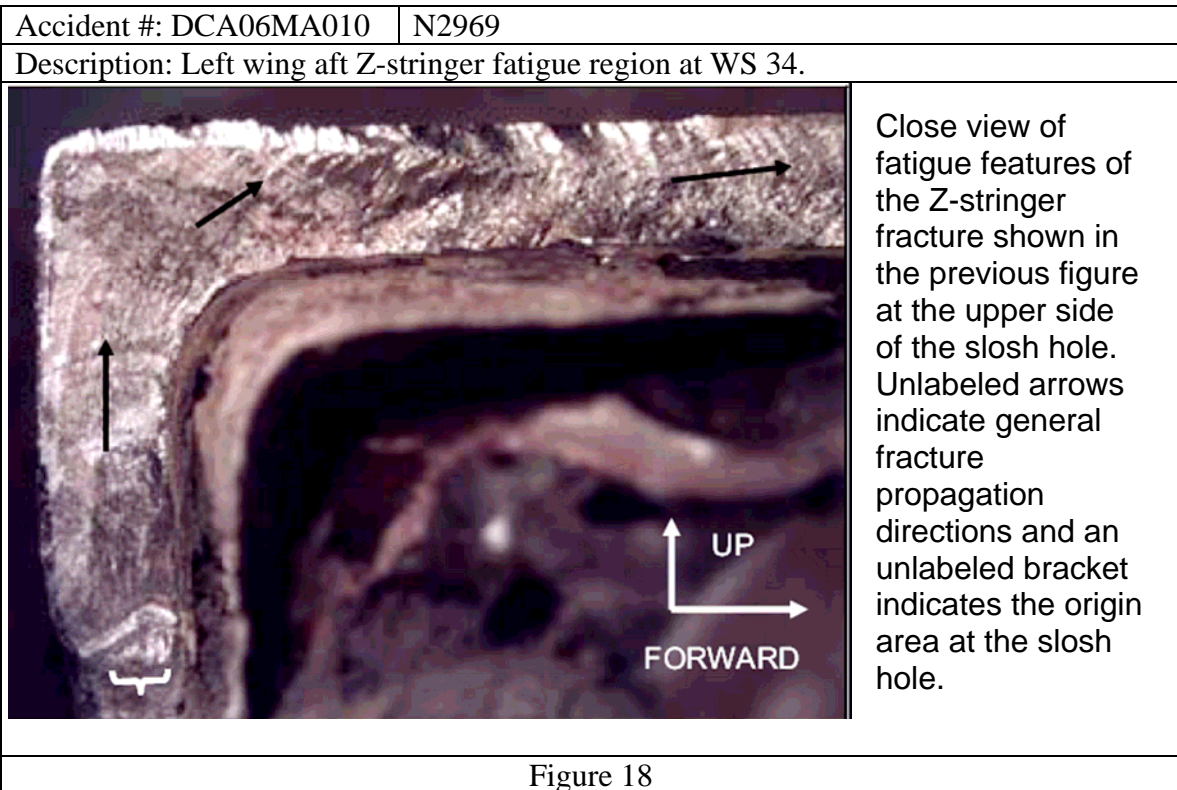 Accident #: DCA06MA010 N2969
Description: Left wing aft Z-stringer fatigue region at WS 34.
Close view of
fatigue features of
the Z-stringer
fracture shown in
the previous figure
at the upper side
of the slosh hole.
Unlabeled arrows
indicate general
fracture
propagation
directions and an
unlabeled bracket
indicates the origin
area at the slosh
hole.
UP
FORWARD
Figure 18